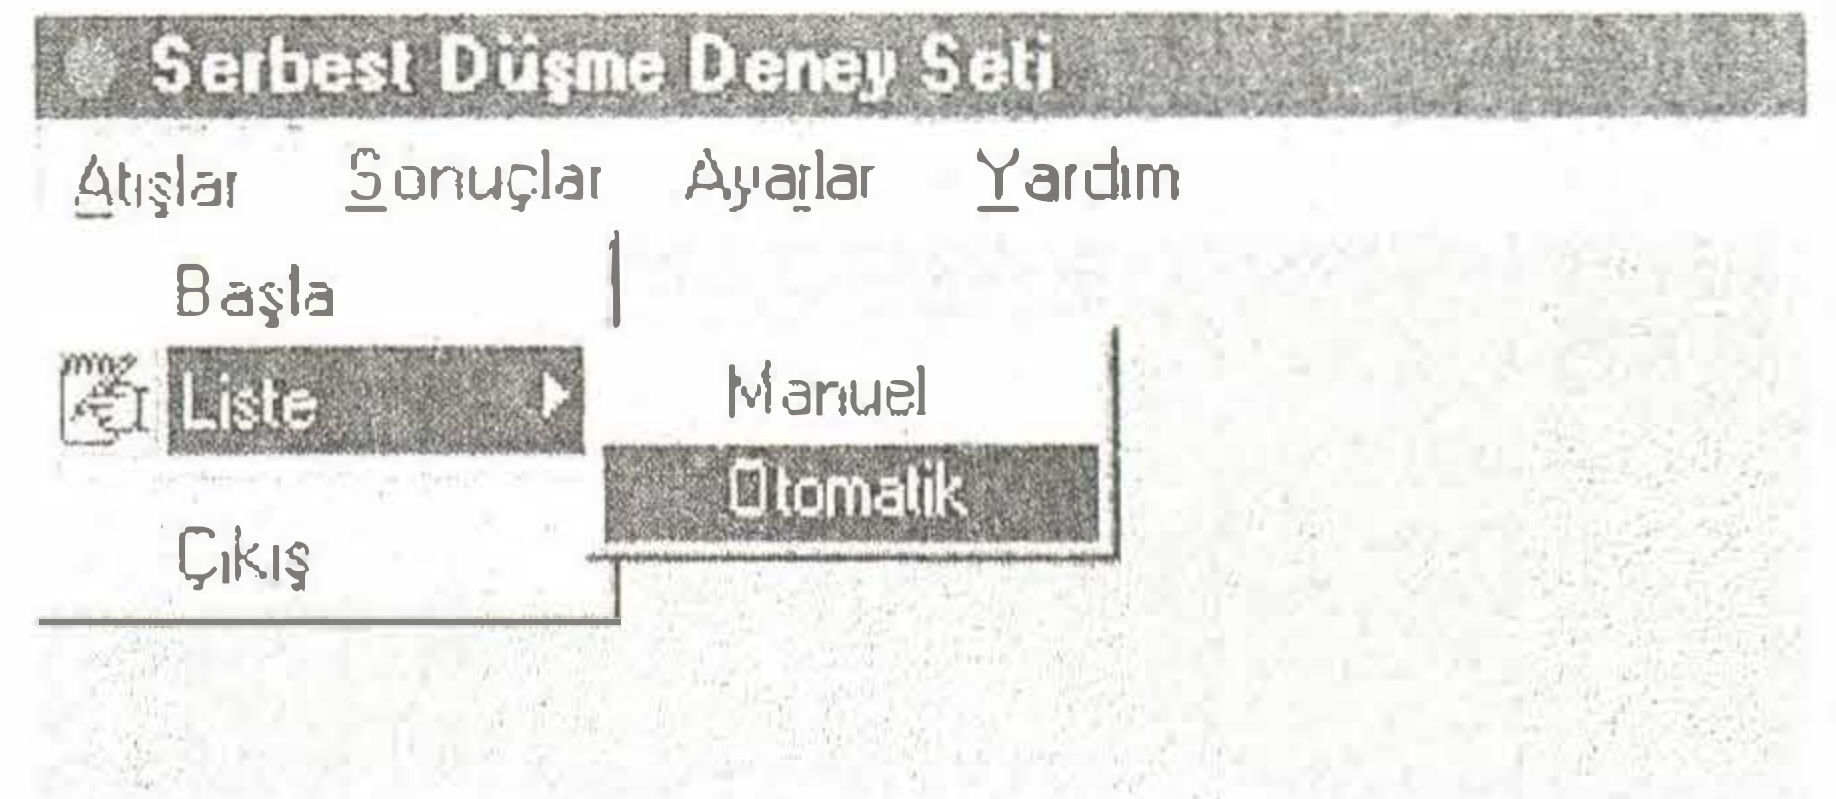 Serbest Düşme Deney Seti
Atışlar Sonuçlar Ayarlar Yardım
Başla
Liste
Manuel
Otomatik
Çıkış